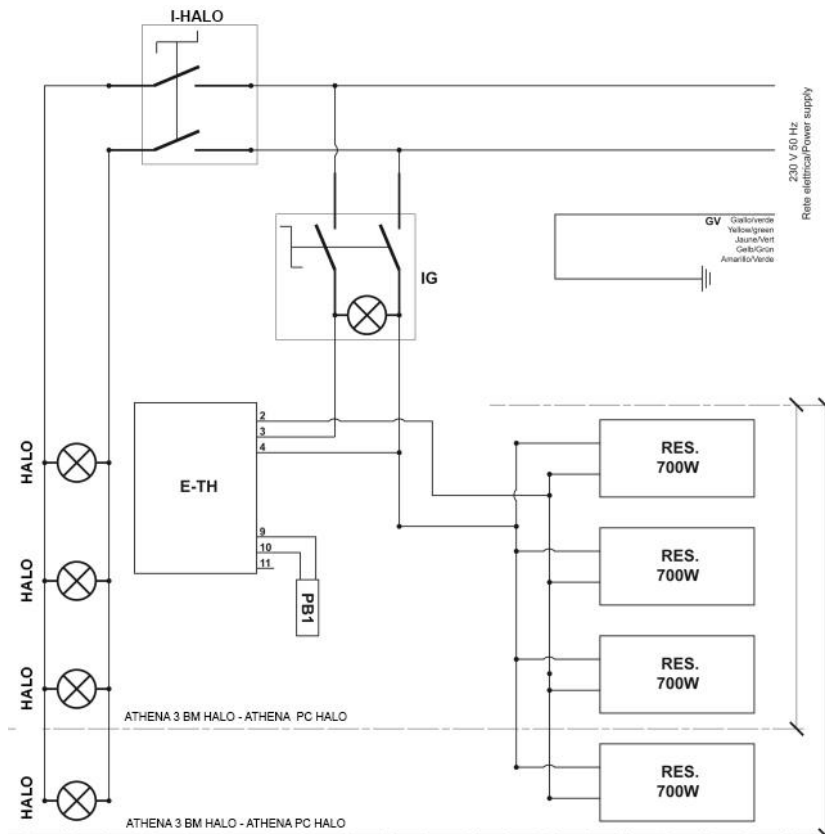 I-HALO
230 V 50 Hz
Rete elettrica/Power supply
GV Giallo/verde
Yellow/green
Jaune/Vert
Gelb/Grün
Amarillo/Verde
IG
2
3
4
E-TH
9
10
11
PB1
HALO
HALO
HALO
HALO
RES.
700W
RES.
700W
RES.
700W
ATHENA 3 BM HALO - ATHENA PC HALO
RES.
700W
ATHENA 3 BM HALO - ATHENA PC HALO